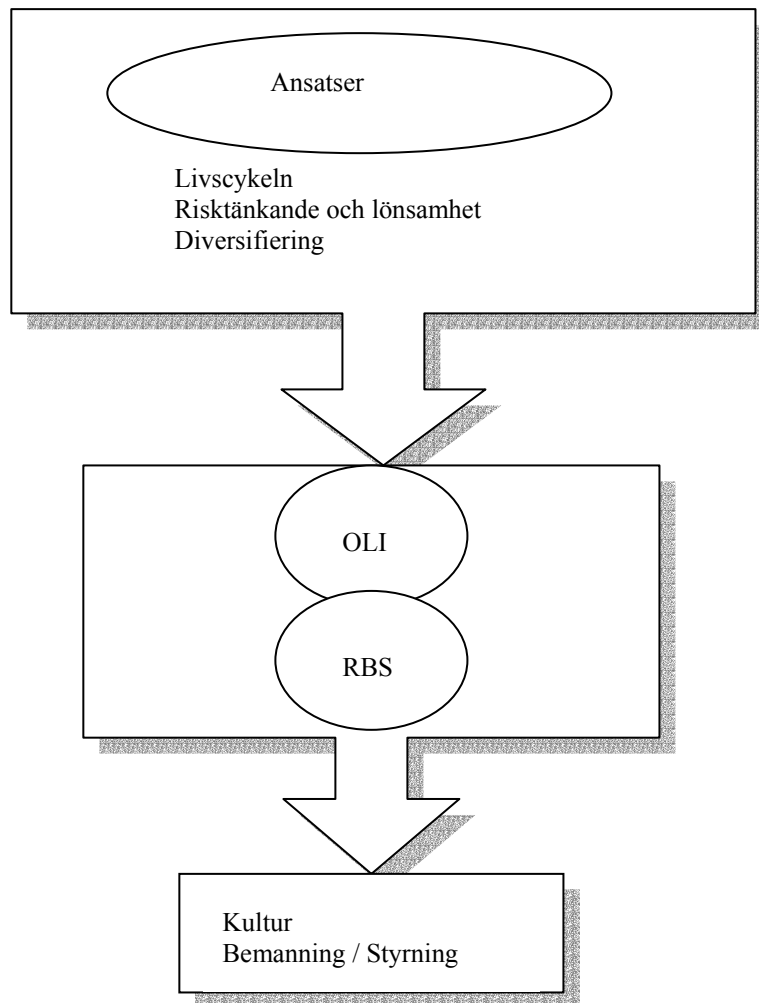 Ansatser
Livscykeln
Risktänkande och lönsamhet
Diversifiering
OLI
RBS
Kultur
Bemanning / Styrning